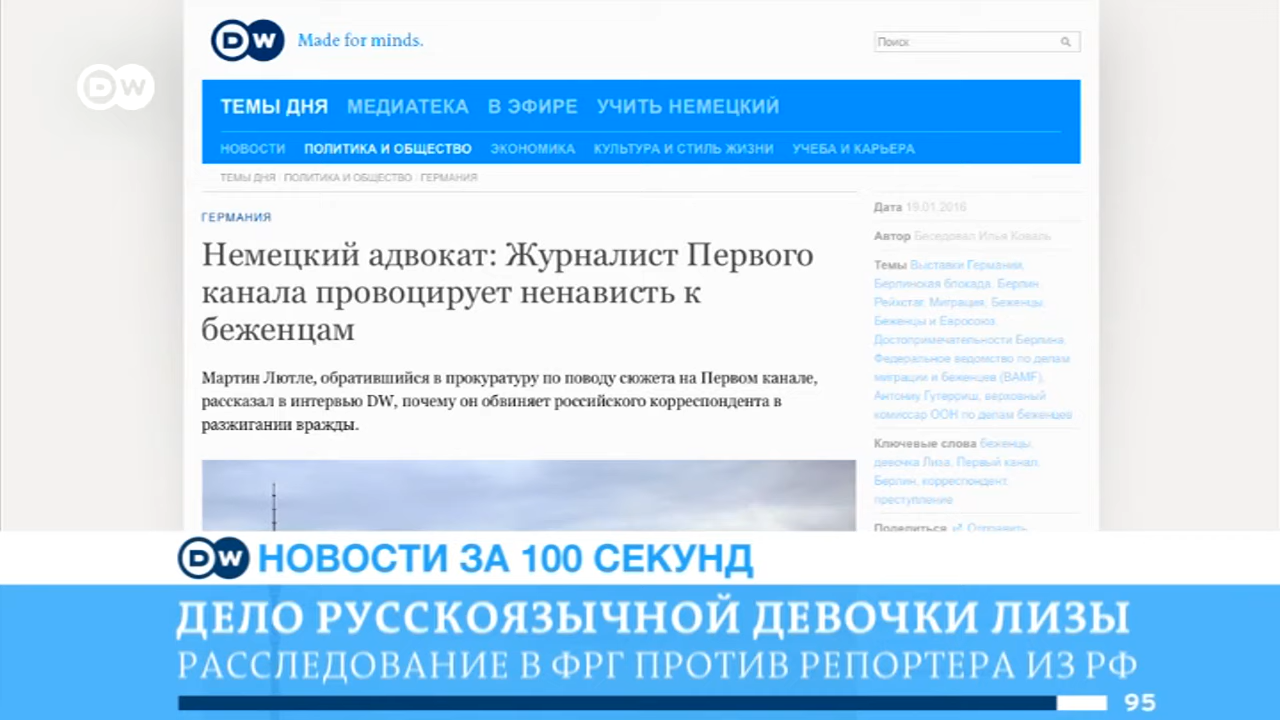 DW Made for minds.
Поиск
DW
ТЕМЫ ДНЯ МЕДИАТЕКА В ЭФИРЕ УЧИТЬ НЕМЕЦКИЙ
НОВОСТИ ПОЛИТИКА И ОБЩЕСТВО ЭКОНОМИКА КУЛЬТУРА И СТИЛЬ ЖИЗНИ УЧЕБА И КАРЬЕРА
ТЕМЫ ДНЯ / ПОЛИТИКА И ОБЩЕСТВО / ГЕРМАНИЯ
ГЕРМАНИЯ
Немецкий адвокат: Журналист Первого
канала провоцирует ненависть к
беженцам
Мартин Лютле, обратившийся в прокуратуру по поводу сюжета на Первом канале,
рассказал в интервью DW, почему он обвиняет российского корреспондента в
разжигании вражды.
Дата 19.01.2016
Автор Беседовал Илья Коваль
Темы Выставки Германии,
Берлинская блокада, Берлин,
Рейхстаг, Миграция, Беженцы,
Беженцы и Евросоюз,
Достопримечательности Берлина,
Федеральное ведомство по делам
миграции и беженцев (BAMF),
Антониу Гутерриш, верховный
комиссар ООН по делам беженцев
Ключевые слова беженцы,
девочка Лиза, Первый канал,
Берлин, корреспондент,
преступление
Поделиться Отправить
DW НОВОСТИ ЗА 100 СЕКУНД
ДЕЛО РУССКОЯЗЫЧНОЙ ДЕВОЧКИ ЛИЗЫ
РАССЛЕДОВАНИЕ В ФРГ ПРОТИВ РЕПОРТЕРА ИЗ РФ
95